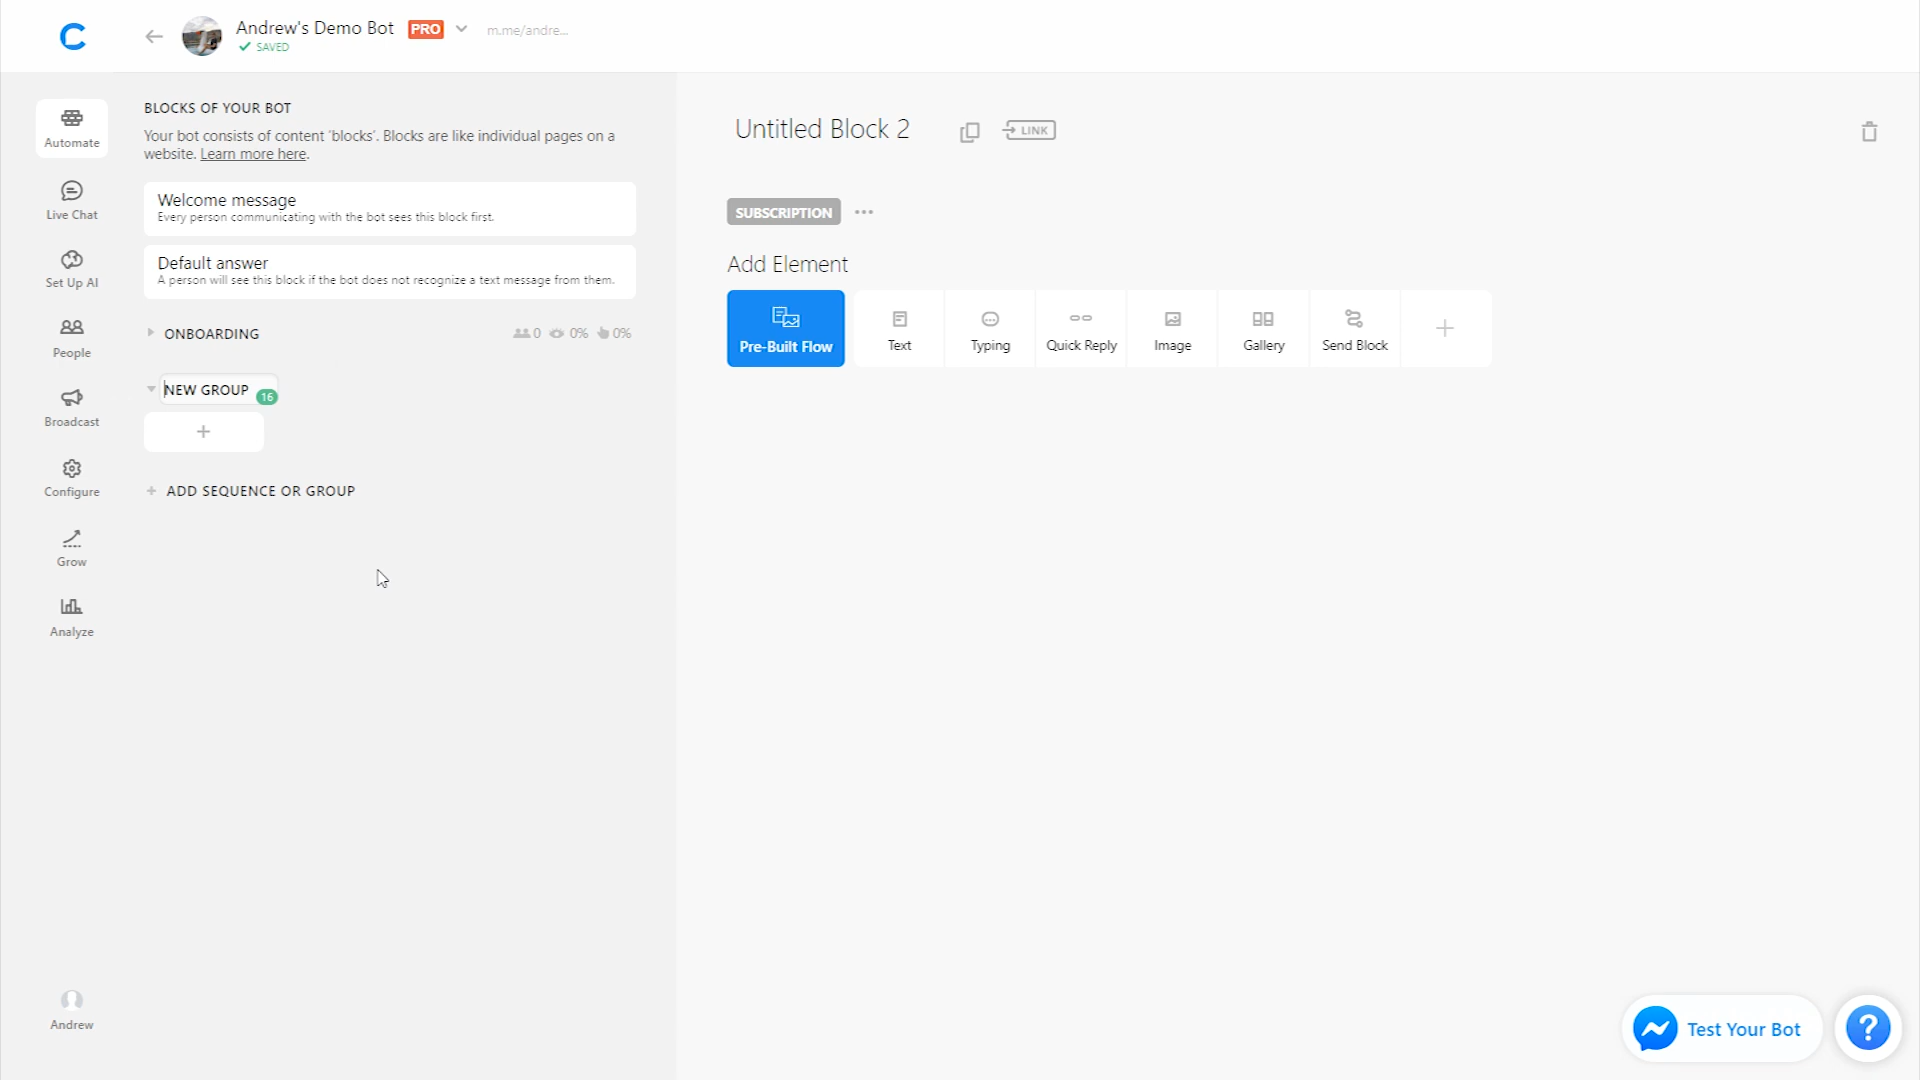 Andrew's Demo Bot PRO m.me/andre...
SAVED
Automate
Live Chat
Set Up AI
People
Broadcast
Configure
Grow
Analyze
Andrew
BLOCKS OF YOUR BOT
Your bot consists of content 'blocks'. Blocks are like individual pages on a
website. Learn more here.
Welcome message
Every person communicating with the bot sees this block first.
Default answer
A person will see this block if the bot does not recognize a text message from them.
ONBOARDING 0 0% 0%
NEW GROUP 16
+
+ ADD SEQUENCE OR GROUP
Untitled Block 2 LINK
SUBSCRIPTION
Add Element
Pre-Built Flow
Text
Typing
Quick Reply
Image
Gallery
Send Block
+
Test Your Bot
?